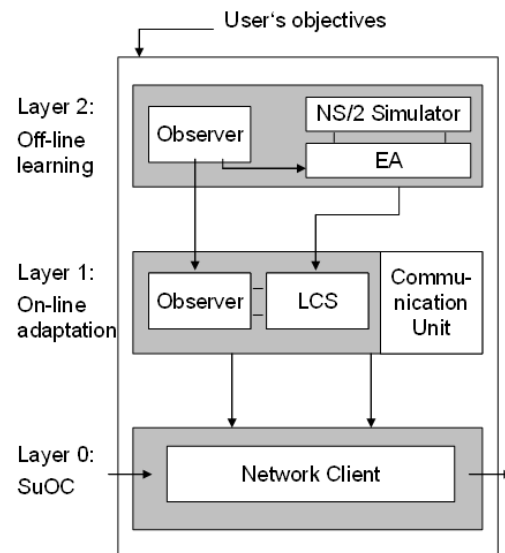 User's objectives
Layer 2:
Off-line
learning
Observer
NS/2 Simulator
EA
Layer 1:
On-line
adaptation
Observer
LCS
Commu-
nication
Unit
Layer 0:
SuOC
Network Client